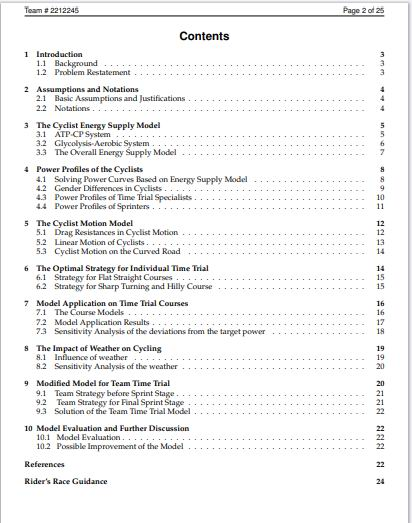 Team # 2212245 Page 2 of 25
Contents
1 Introduction 3
1.1 Background . . . . . . . . . . . . . . . . . . . . 3
1.2 Problem Restatement . . . . . . . . . . . . . . . . . . . . 3
2 Assumptions and Notations 4
2.1 Basic Assumptions and Justifications . . . . . . . . . . . . . . . . . . . . 4
2.2 Notations . . . . . . . . . . . . . . . . . . . . 4
3 The Cyclist Energy Supply Model 5
3.1 ATP-CP System . . . . . . . . . . . . . . . . . . . . 5
3.2 Glycolysis-Aerobic System . . . . . . . . . . . . . . . . . . . . 6
3.3 The Overall Energy Supply Model . . . . . . . . . . . . . . . . . . . . 7
4 Power Profiles of the Cyclists 8
4.1 Solving Power Curves Based on Energy Supply Model . . . . . . . . . . . . . . . 8
4.2 Gender Differences in Cyclists . . . . . . . . . . . . . . . . . . . . 9
4.3 Power Profiles of Time Trial Specialists . . . . . . . . . . . . . . . . . . . . 10
4.4 Power Profiles of Sprinters . . . . . . . . . . . . . . . . . . . . 11
5 The Cyclist Motion Model 12
5.1 Drag Resistances in Cyclist Motion . . . . . . . . . . . . . . . . . . . . 12
5.2 Linear Motion of Cyclists . . . . . . . . . . . . . . . . . . . . 13
5.3 Cyclist Motion on the Curved Road . . . . . . . . . . . . . . . . . . . . 14
6 The Optimal Strategy for Individual Time Trial 14
6.1 Strategy for Flat Straight Courses . . . . . . . . . . . . . . . . . . . . 15
6.2 Strategy for Sharp Turning and Hilly Course . . . . . . . . . . . . . . . . . . . . 15
7 Model Application on Time Trial Courses 16
7.1 The Course Models . . . . . . . . . . . . . . . . . . . . 16
7.2 Model Application Results . . . . . . . . . . . . . . . . . . . . 17
7.3 Sensitivity Analysis of the deviations from the target power . . . . . . . . . . . . 18
8 The Impact of Weather on Cycling 19
8.1 Influence of weather . . . . . . . . . . . . . . . . . . . . 19
8.2 Sensitivity Analysis of the weather . . . . . . . . . . . . . . . . . . . . 20
9 Modified Model for Team Time Trial 20
9.1 Team Strategy before Sprint Stage . . . . . . . . . . . . . . . . . . . . 21
9.2 Team Strategy for Final Sprint Stage . . . . . . . . . . . . . . . . . . . . 21
9.3 Solution of the Team Time Trial Model . . . . . . . . . . . . . . . . . . . . 22
10 Model Evaluation and Further Discussion 22
10.1 Model Evaluation . . . . . . . . . . . . . . . . . . . . 22
10.2 Possible Improvement of the Model . . . . . . . . . . . . . . . . . . . . 22
References 22
Rider's Race Guidance 24